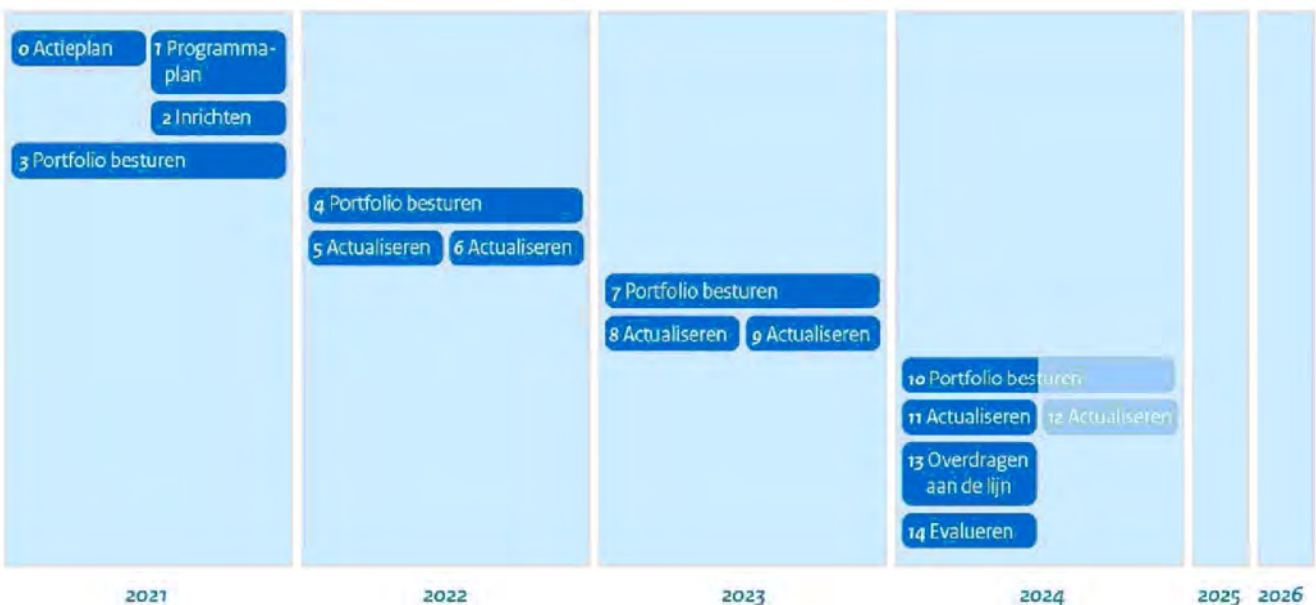 0 Actieplan
1 Programma-
plan
2 Inrichten
3 Portfolio besturen
4 Portfolio besturen
5 Actualiseren
6 Actualiseren
7 Portfolio besturen
8 Actualiseren
9 Actualiseren
10 Portfolio besturen
11 Actualiseren
12 Actualiseren
13 Overdragen
aan de lijn
14 Evalueren
2021
2022
2023
2024
2025
2026